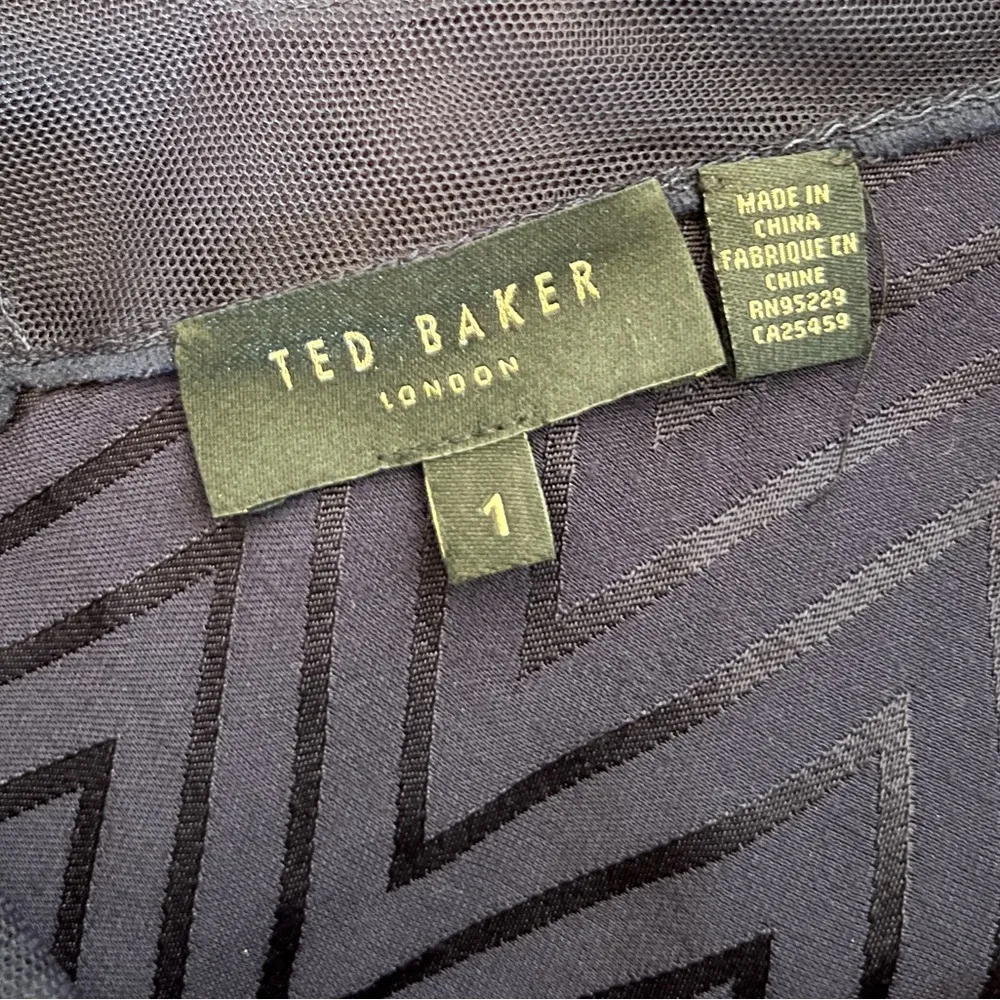 TED BAKER
LONDON
1
MADE IN
CHINA
FABRIQUE EN
CHINE
RN95229
CA25459